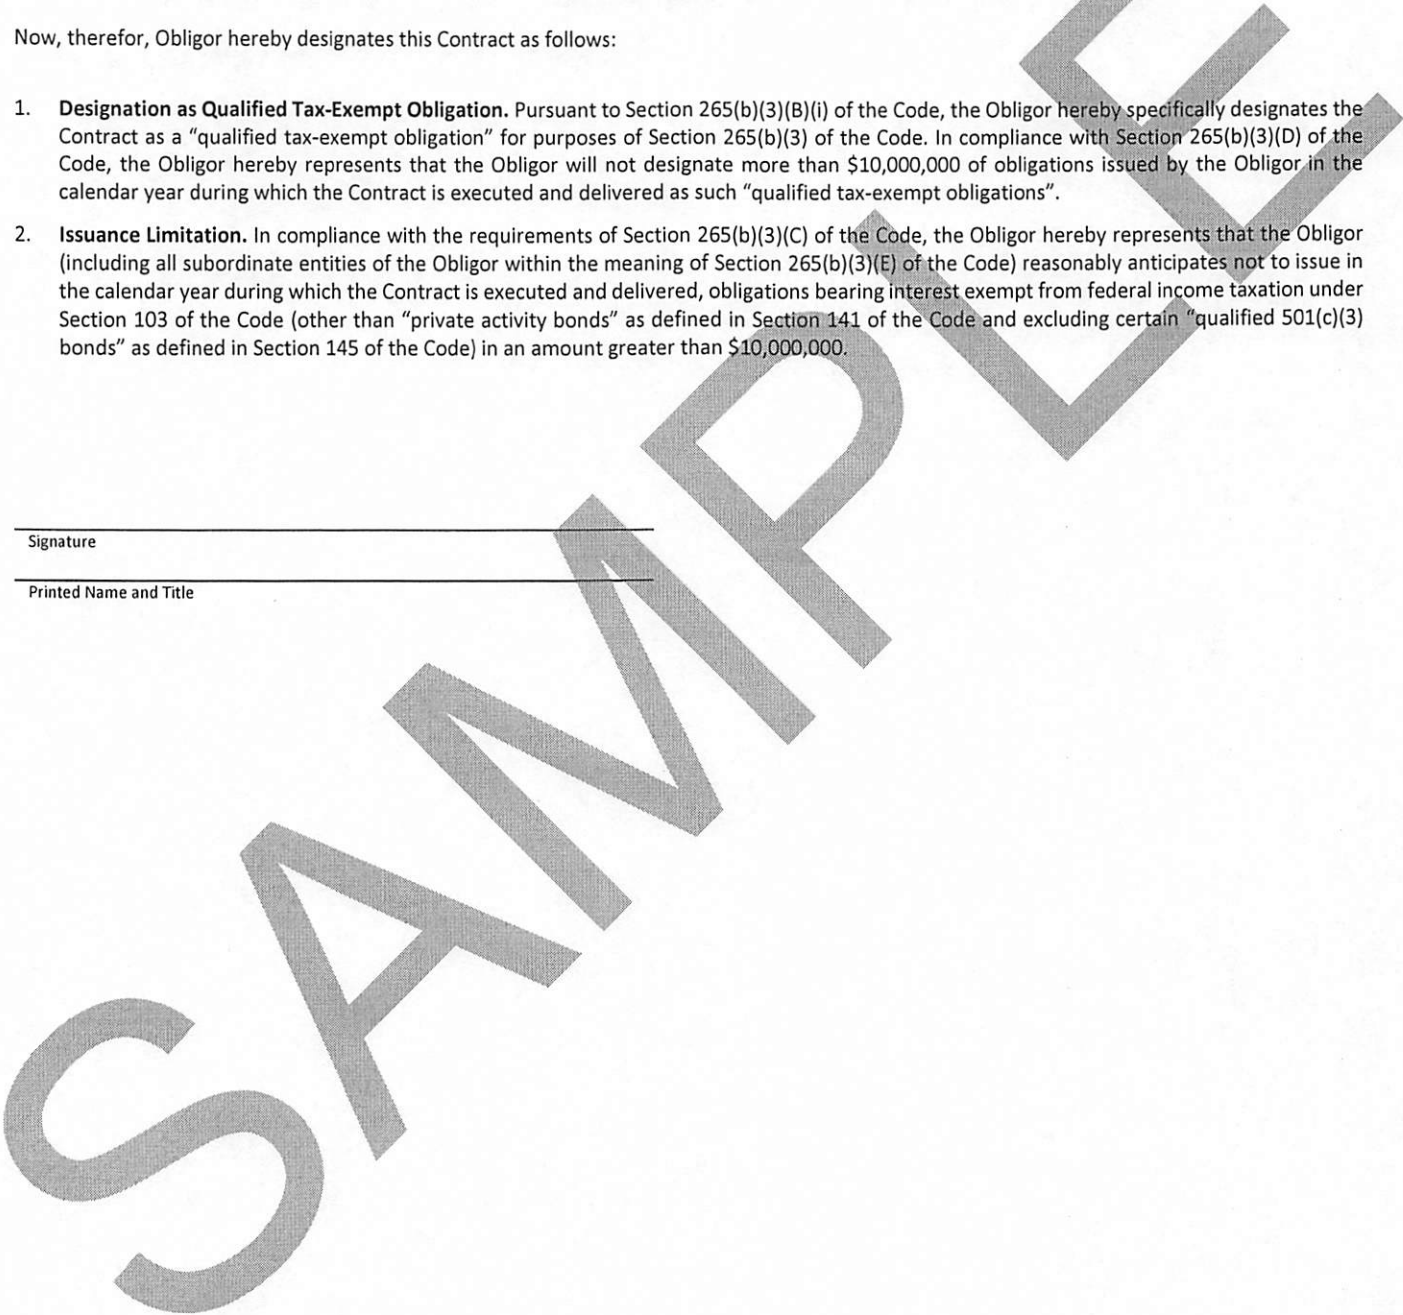 Now, therefor, Obligor hereby designates this Contract as follows:
1. Designation as Qualified Tax-Exempt Obligation. Pursuant to Section 265(b)(3)(B)(i) of the Code, the Obligor hereby specifically designates the
Contract as a “qualified tax-exempt obligation” for purposes of Section 265(b)(3) of the Code. In compliance with Section 265(b)(3)(D) of the
Code, the Obligor hereby represents that the Obligor will not designate more than $10,000,000 of obligations issued by the Obligor in the
calendar year during which the Contract is executed and delivered as such “qualified tax-exempt obligations”.
2. Issuance Limitation. In compliance with the requirements of Section 265(b)(3)(C) of the Code, the Obligor hereby represents that the Obligor
(including all subordinate entities of the Obligor within the meaning of Section 265(b)(3)(E) of the Code) reasonably anticipates not to issue in
the calendar year during which the Contract is executed and delivered, obligations bearing interest exempt from federal income taxation under
Section 103 of the Code (other than “private activity bonds” as defined in Section 141 of the Code and excluding certain “qualified 501(c)(3)
bonds” as defined in Section 145 of the Code) in an amount greater than $10,000,000.
Signature
Printed Name and Title
SAMPLE